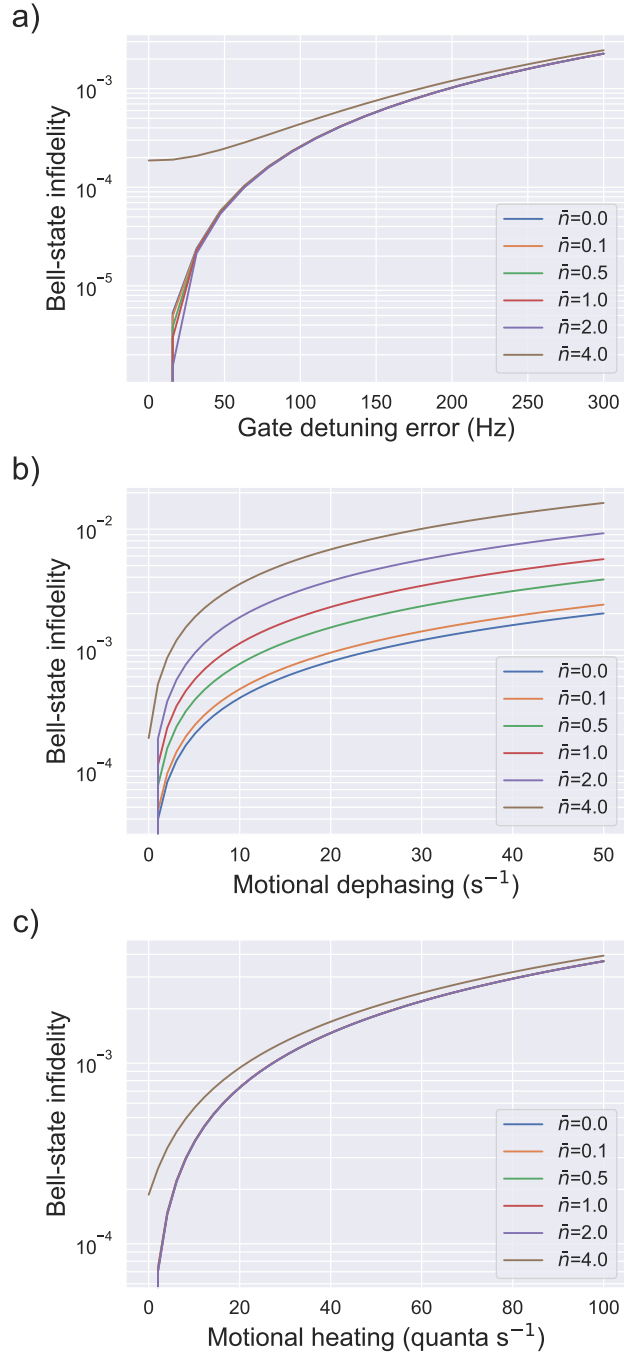 a)
Bell-state infidelity
10⁻³
10⁻⁴
10⁻⁵
n̄=0.0
n̄=0.1
n̄=0.5
n̄=1.0
n̄=2.0
n̄=4.0
0 50 100 150 200 250 300
Gate detuning error (Hz)
b)
Bell-state infidelity
10⁻²
10⁻³
10⁻⁴
n̄=0.0
n̄=0.1
n̄=0.5
n̄=1.0
n̄=2.0
n̄=4.0
0 10 20 30 40 50
Motional dephasing (s⁻¹)
c)
Bell-state infidelity
10⁻³
10⁻⁴
n̄=0.0
n̄=0.1
n̄=0.5
n̄=1.0
n̄=2.0
n̄=4.0
0 20 40 60 80 100
Motional heating (quanta s⁻¹)